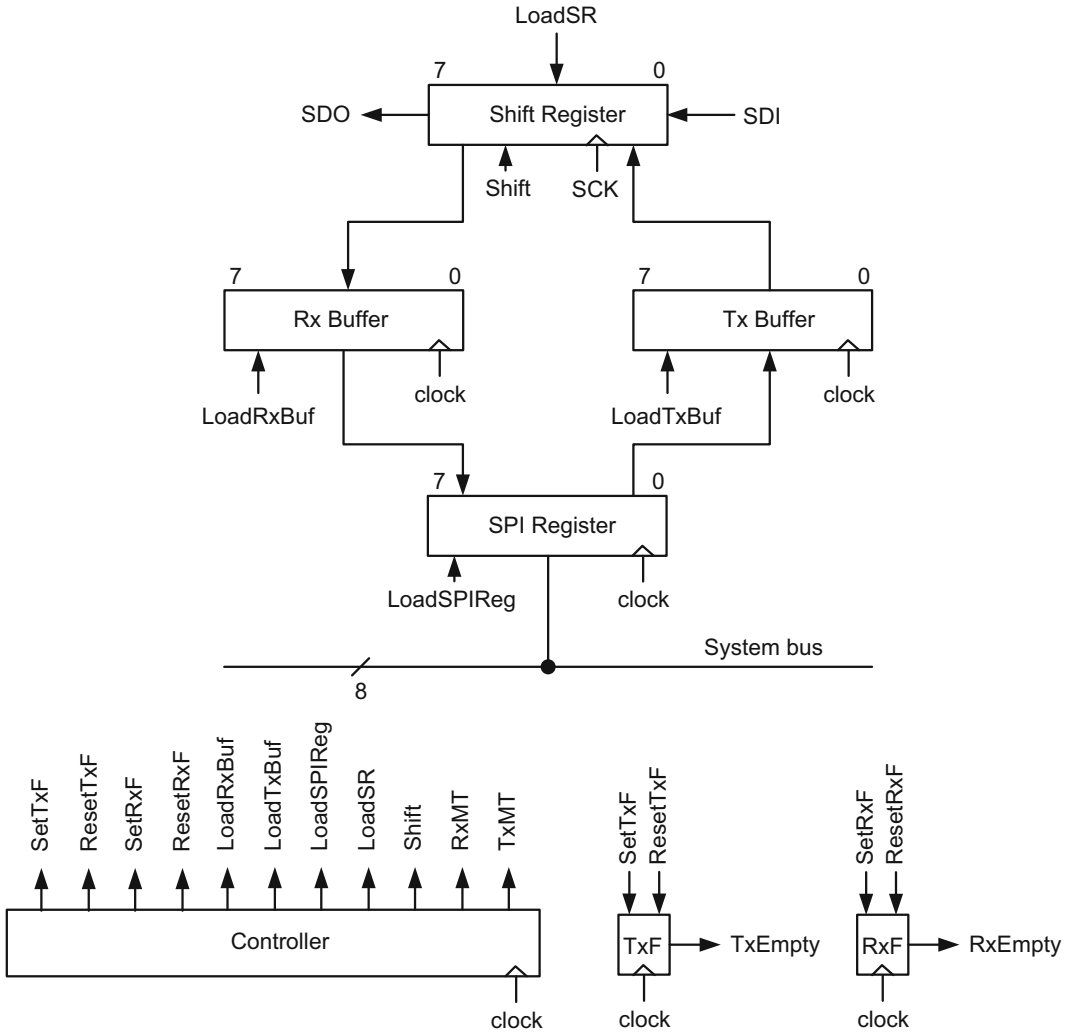 LoadSR
7 0
SDO Shift Register SDI
Shift SCK
7 0 7 0
Rx Buffer Tx Buffer
clock clock
LoadRxBuf LoadTxBuf
7 0
SPI Register
LoadSPIReg clock
System bus
8
SetTxF
ResetTxF
SetRxF
ResetRxF
LoadRxBuf
LoadTxBuf
LoadSPIReg
LoadSR
Shift
RxMT
TxMT
Controller
clock
SetTxF
ResetTxF
TxF TxEmpty
clock
SetRxF
ResetRxF
RxF RxEmpty
clock